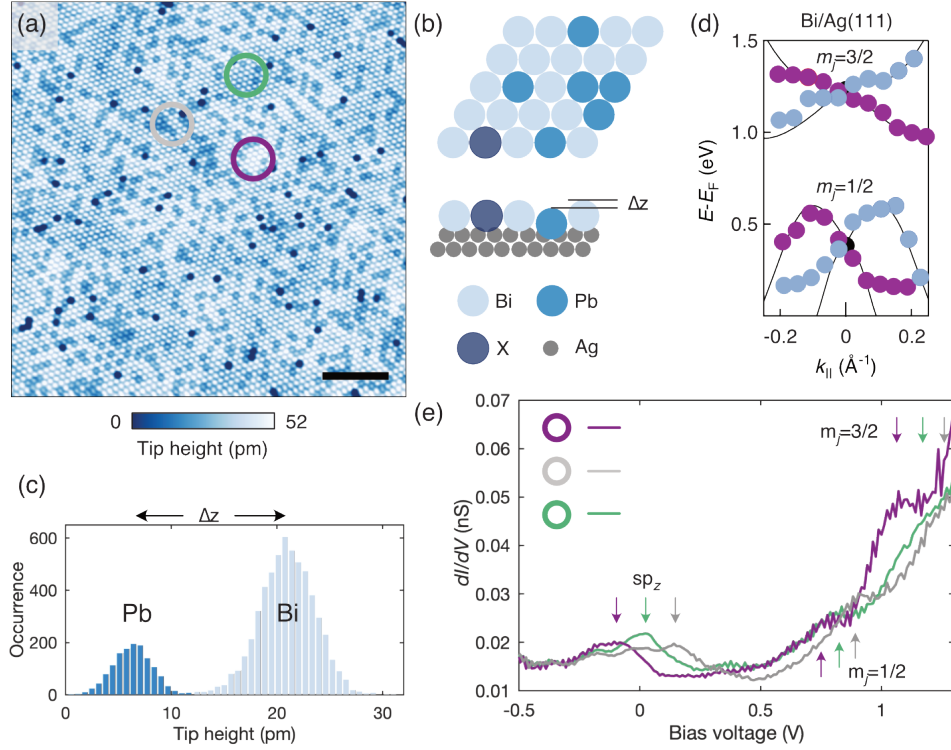 (a)
0
52
Tip height (pm)
(b)
Δz
Bi
Pb
X
Ag
(c)
Δz
Occurrence
600
400
200
0
Pb
Bi
0
10
20
30
Tip height (pm)
(d)
Bi/Ag(111)
E-E_F (eV)
1.5
1.0
0.5
m_j=3/2
m_j=1/2
-0.2
0
0.2
k_|| (Å⁻¹)
(e)
dI/dV (nS)
0.07
0.06
0.05
0.04
0.03
0.02
0.01
sp_z
m_j=3/2
m_j=1/2
-0.5
0
0.5
1
Bias voltage (V)